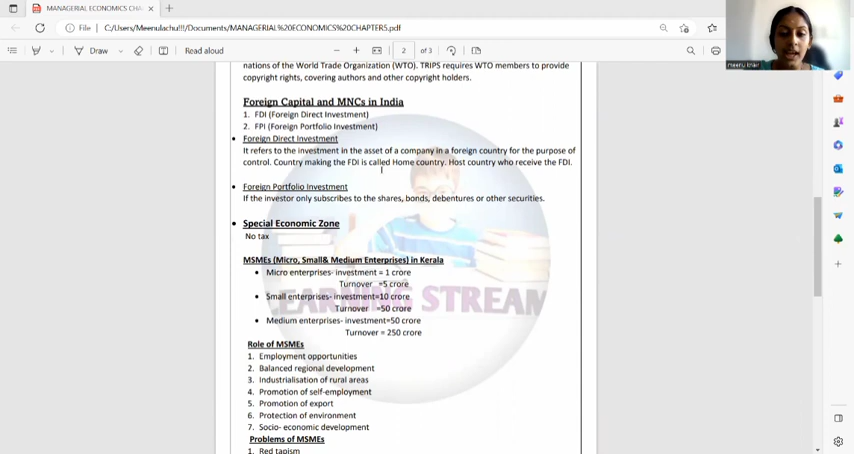 MANAGERIAL ECONOMICS CHA
File | C:/Users/Meenulachu!!!/Documents/MANAGERIAL%20ECONOMICS%20CHAPTER5.pdf
Draw
Read aloud
2 of 3
nations of the World Trade Organization (WTO). TRIPS requires WTO members to provide
copyright rights, covering authors and other copyright holders.
Foreign Capital and MNCs in India
1. FDI (Foreign Direct Investment)
2. FPI (Foreign Portfolio Investment)
• Foreign Direct Investment
It refers to the investment in the asset of a company in a foreign country for the purpose of
control. Country making the FDI is called Home country. Host country who receive the FDI.
• Foreign Portfolio Investment
If the investor only subscribes to the shares, bonds, debentures or other securities.
• Special Economic Zone
No tax
MSMEs (Micro, Small& Medium Enterprises) in Kerala
• Micro enterprises- investment = 1 crore
Turnover =5 crore
• Small enterprises- investment=10 crore
Turnover =50 crore
• Medium enterprises- investment=50 crore
Turnover = 250 crore
Role of MSMEs
1. Employment opportunities
2. Balanced regional development
3. Industrialisation of rural areas
4. Promotion of self-employment
5. Promotion of export
6. Protection of environment
7. Socio- economic development
Problems of MSMEs
1. Red tapism
LEARNING STREAM